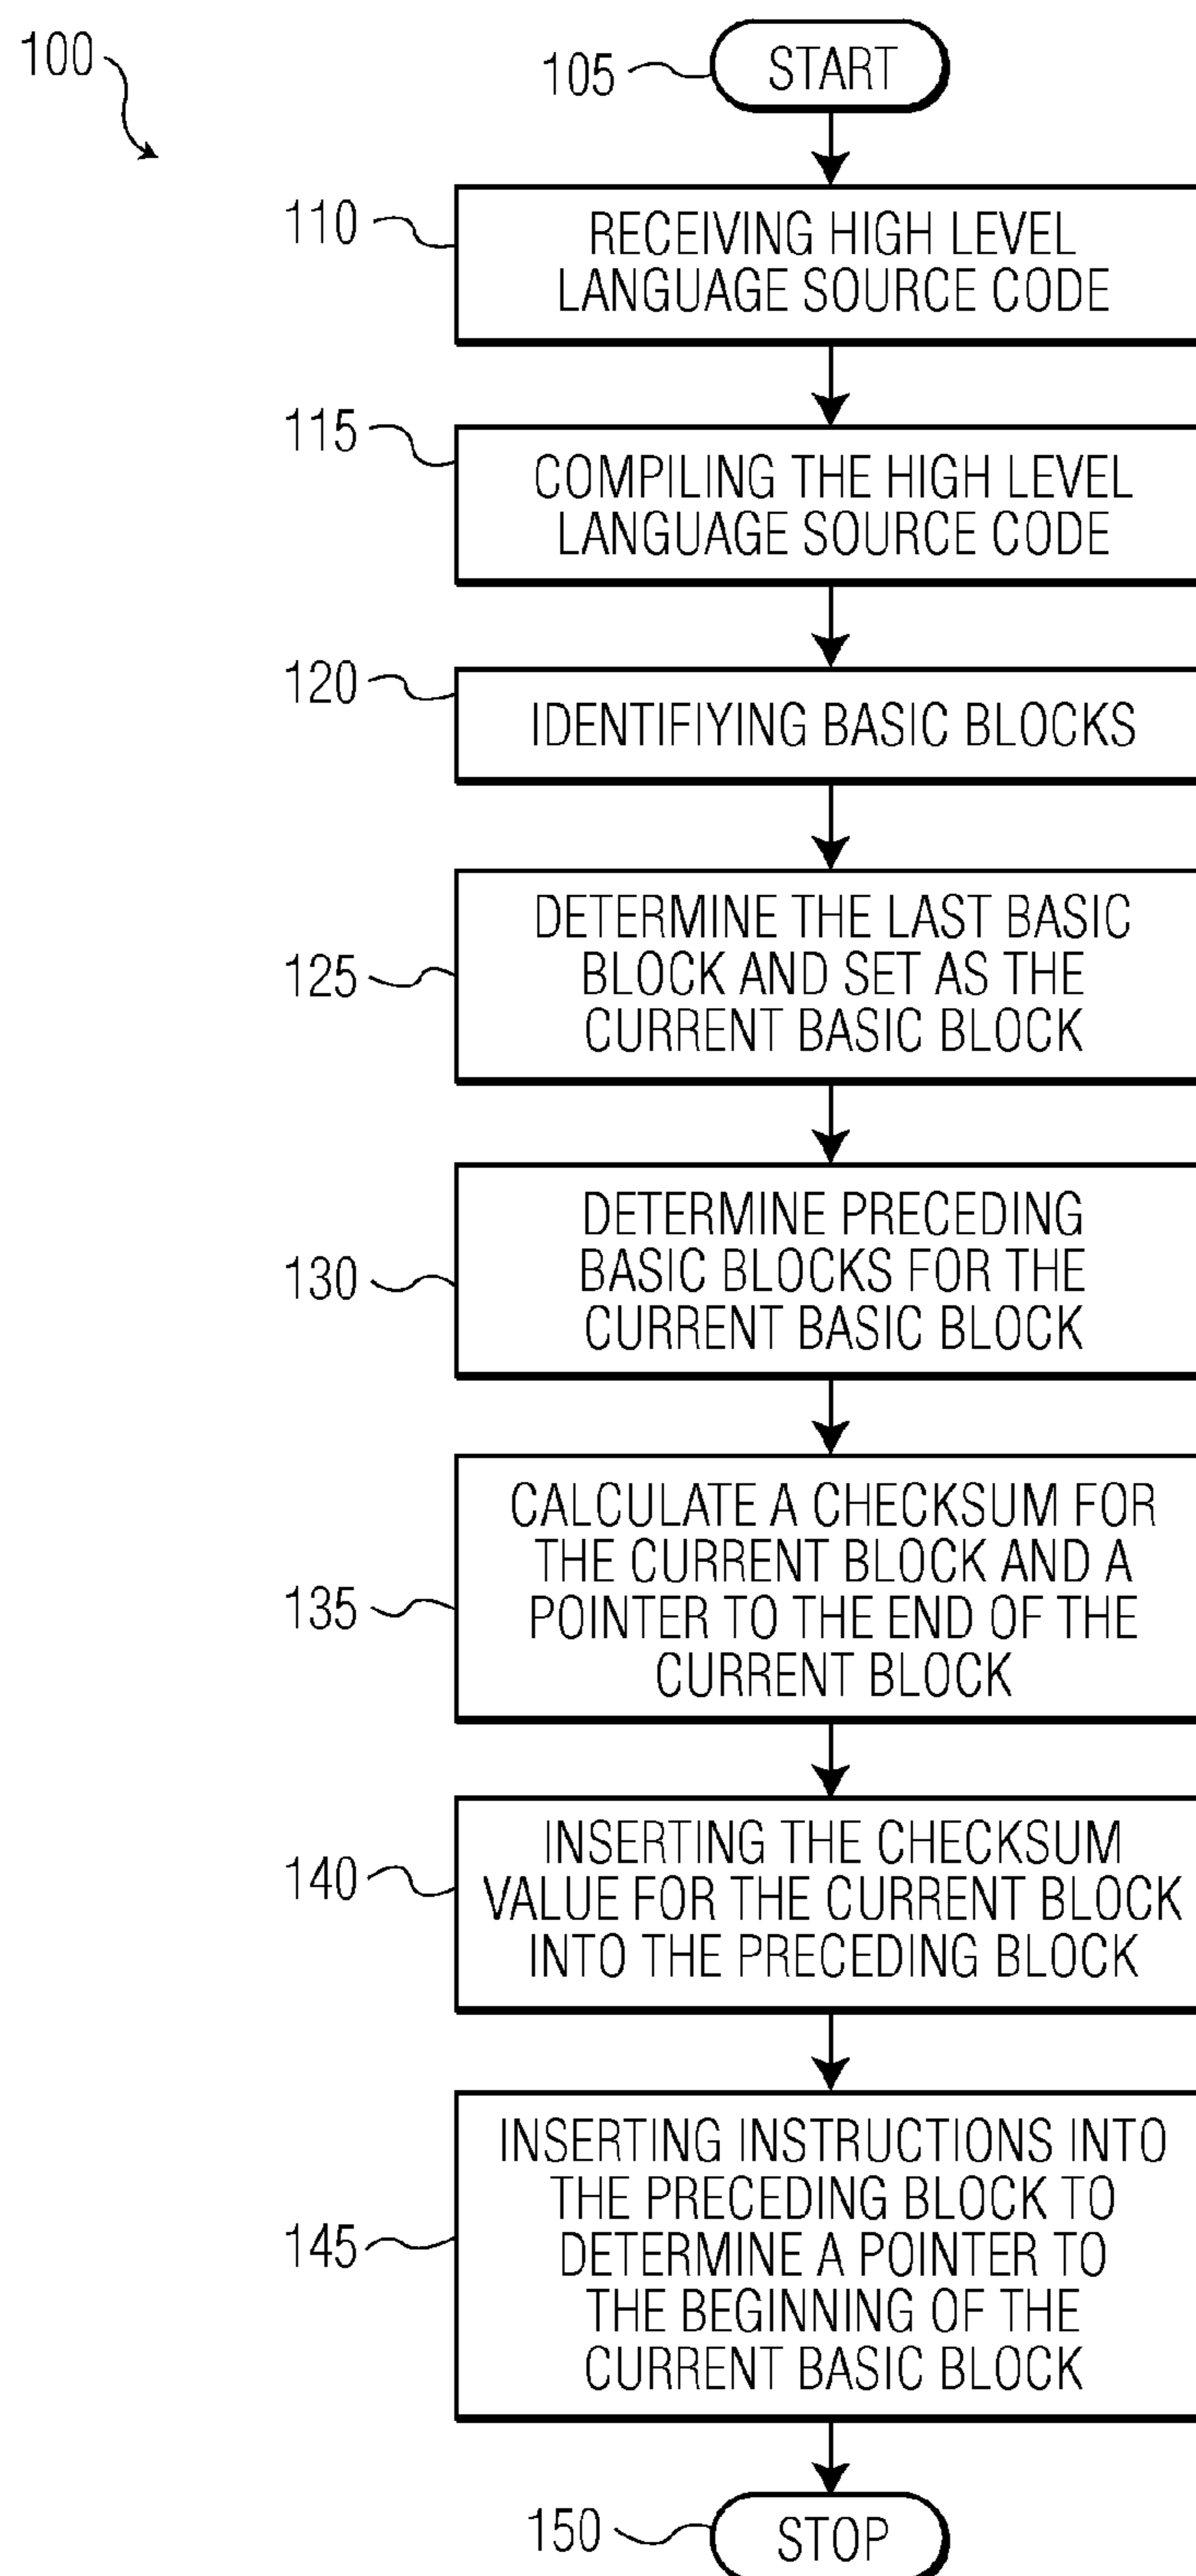 100
105
START
110
RECEIVING HIGH LEVEL
LANGUAGE SOURCE CODE
115
COMPILING THE HIGH LEVEL
LANGUAGE SOURCE CODE
120
IDENTIFIYING BASIC BLOCKS
125
DETERMINE THE LAST BASIC
BLOCK AND SET AS THE
CURRENT BASIC BLOCK
130
DETERMINE PRECEDING
BASIC BLOCKS FOR THE
CURRENT BASIC BLOCK
135
CALCULATE A CHECKSUM FOR
THE CURRENT BLOCK AND A
POINTER TO THE END OF THE
CURRENT BLOCK
140
INSERTING THE CHECKSUM
VALUE FOR THE CURRENT BLOCK
INTO THE PRECEDING BLOCK
145
INSERTING INSTRUCTIONS INTO
THE PRECEDING BLOCK TO
DETERMINE A POINTER TO
THE BEGINNING OF THE
CURRENT BASIC BLOCK
150
STOP